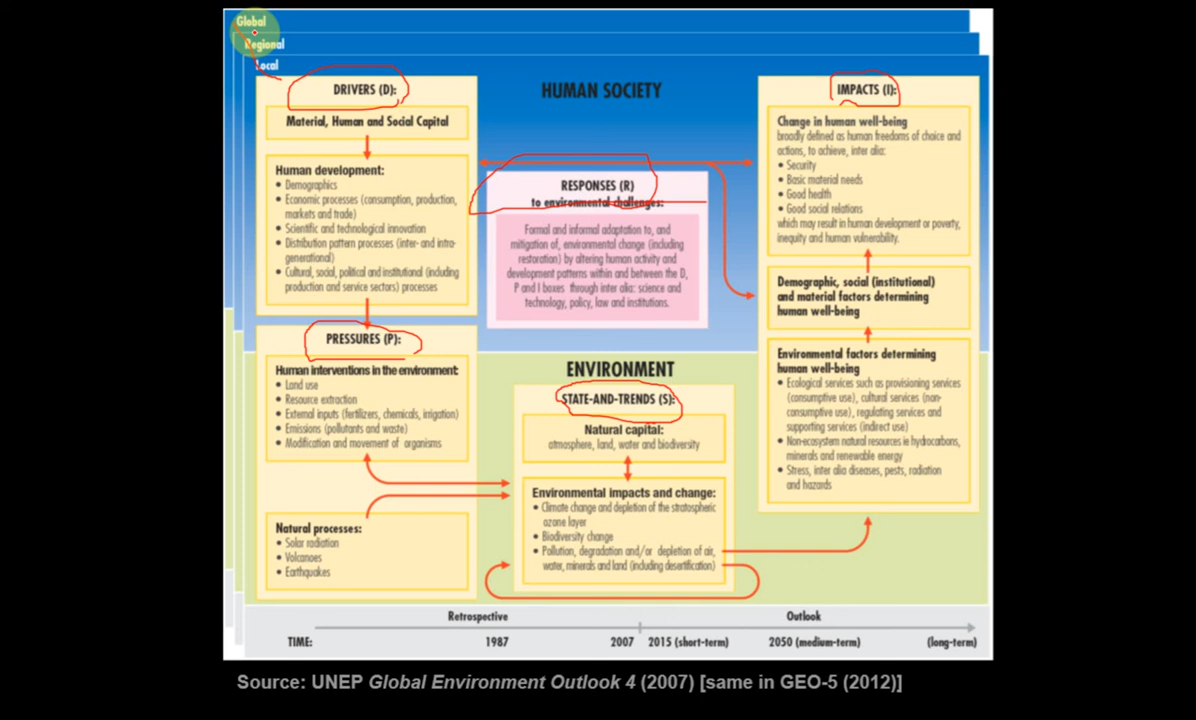 Global
Regional
Local
DRIVERS (D):
Material, Human and Social Capital
Human development:
• Demographics
• Economic processes (consumption, production,
markets and trade)
• Scientific and technological innovation
• Distribution pattern processes (inter- and intra-
generational)
• Cultural, social, political and institutional (including
production and service sectors) processes
PRESSURES (P):
Human interventions in the environment:
• Land use
• Resource extraction
• External inputs (fertilizers, chemicals, irrigation)
• Emissions (pollutants and waste)
• Modification and movement of organisms
Natural processes:
• Solar radiation
• Volcanoes
• Earthquakes
HUMAN SOCIETY
RESPONSES (R)
to environmental challenges:
Formal and informal adaptation to, and
mitigation of, environmental change (including
restoration) by altering human activity and
development patterns within and between the D,
P and I boxes through inter alia: science and
technology, policy, law and institutions.
ENVIRONMENT
STATE-AND-TRENDS (S):
Natural capital:
atmosphere, land, water and biodiversity
Environmental impacts and change:
• Climate change and depletion of the stratospheric
ozone layer
• Biodiversity change
• Pollution, degradation and/or depletion of air,
water, minerals and land (including desertification)
IMPACTS (I):
Change in human well-being
broadly defined as human freedoms of choice and
actions, to achieve, inter alia:
• Security
• Basic material needs
• Good health
• Good social relations
which may result in human development or poverty,
inequity and human vulnerability.
Demographic, social (institutional)
and material factors determining
human well-being
Environmental factors determining
human well-being
• Ecological services such as provisioning services
(consumptive use), cultural services (non-
consumptive use), regulating services and
supporting services (indirect use)
• Non-ecosystem natural resources ie hydrocarbons,
minerals and renewable energy
• Stress, inter alia diseases, pests, radiation
and hazards
Retrospective Outlook
TIME: 1987 2007 2015 (short-term) 2050 (medium-term) (long-term)
Source: UNEP Global Environment Outlook 4 (2007) [same in GEO-5 (2012)]